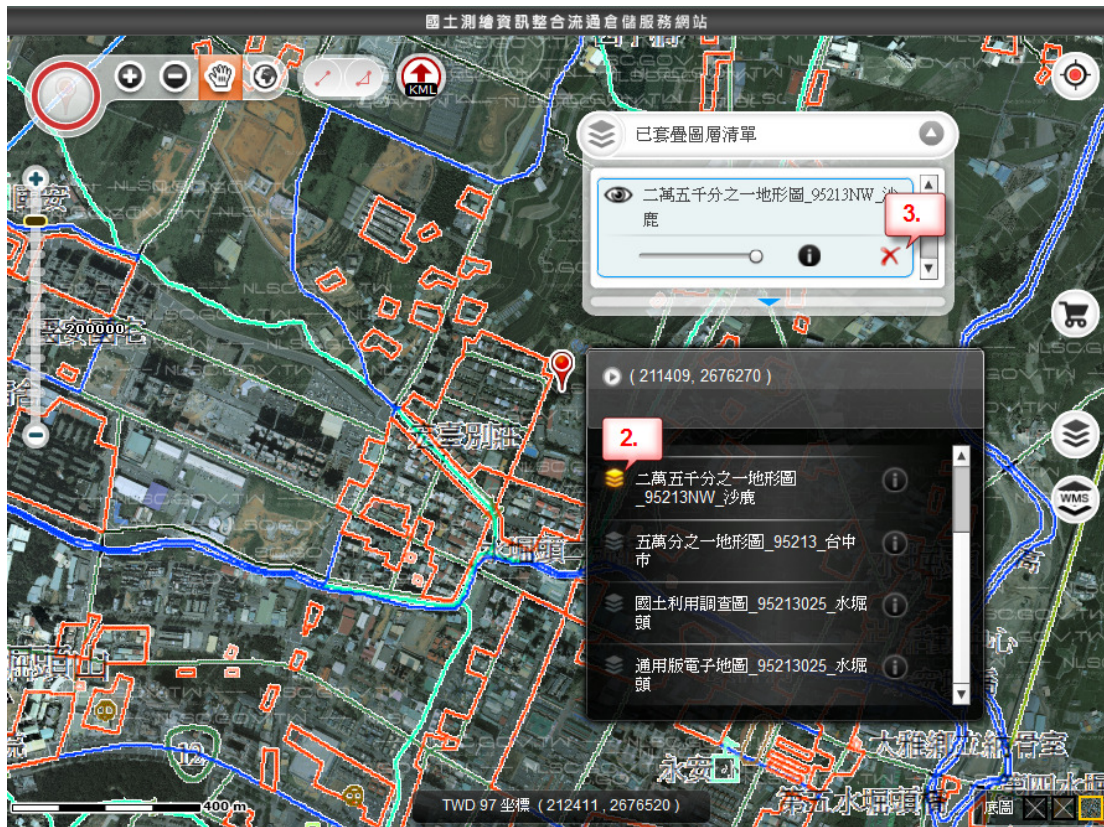 國土測繪資訊整合流通倉儲服務網站
KML
已套疊圖層清單
二萬五千分之一地形圖_95213NW_沙
鹿
3.
200000
( 211409, 2676270 )
2.
二萬五千分之一地形圖
_95213NW_沙鹿
五萬分之一地形圖_95213_台中
市
國土利用調查圖_95213025_水堀
頭
通用版電子地圖_95213025_水堀
頭
WMS
12
永安
400 m
TWD 97 坐標 ( 212411 , 2676520 )
底圖